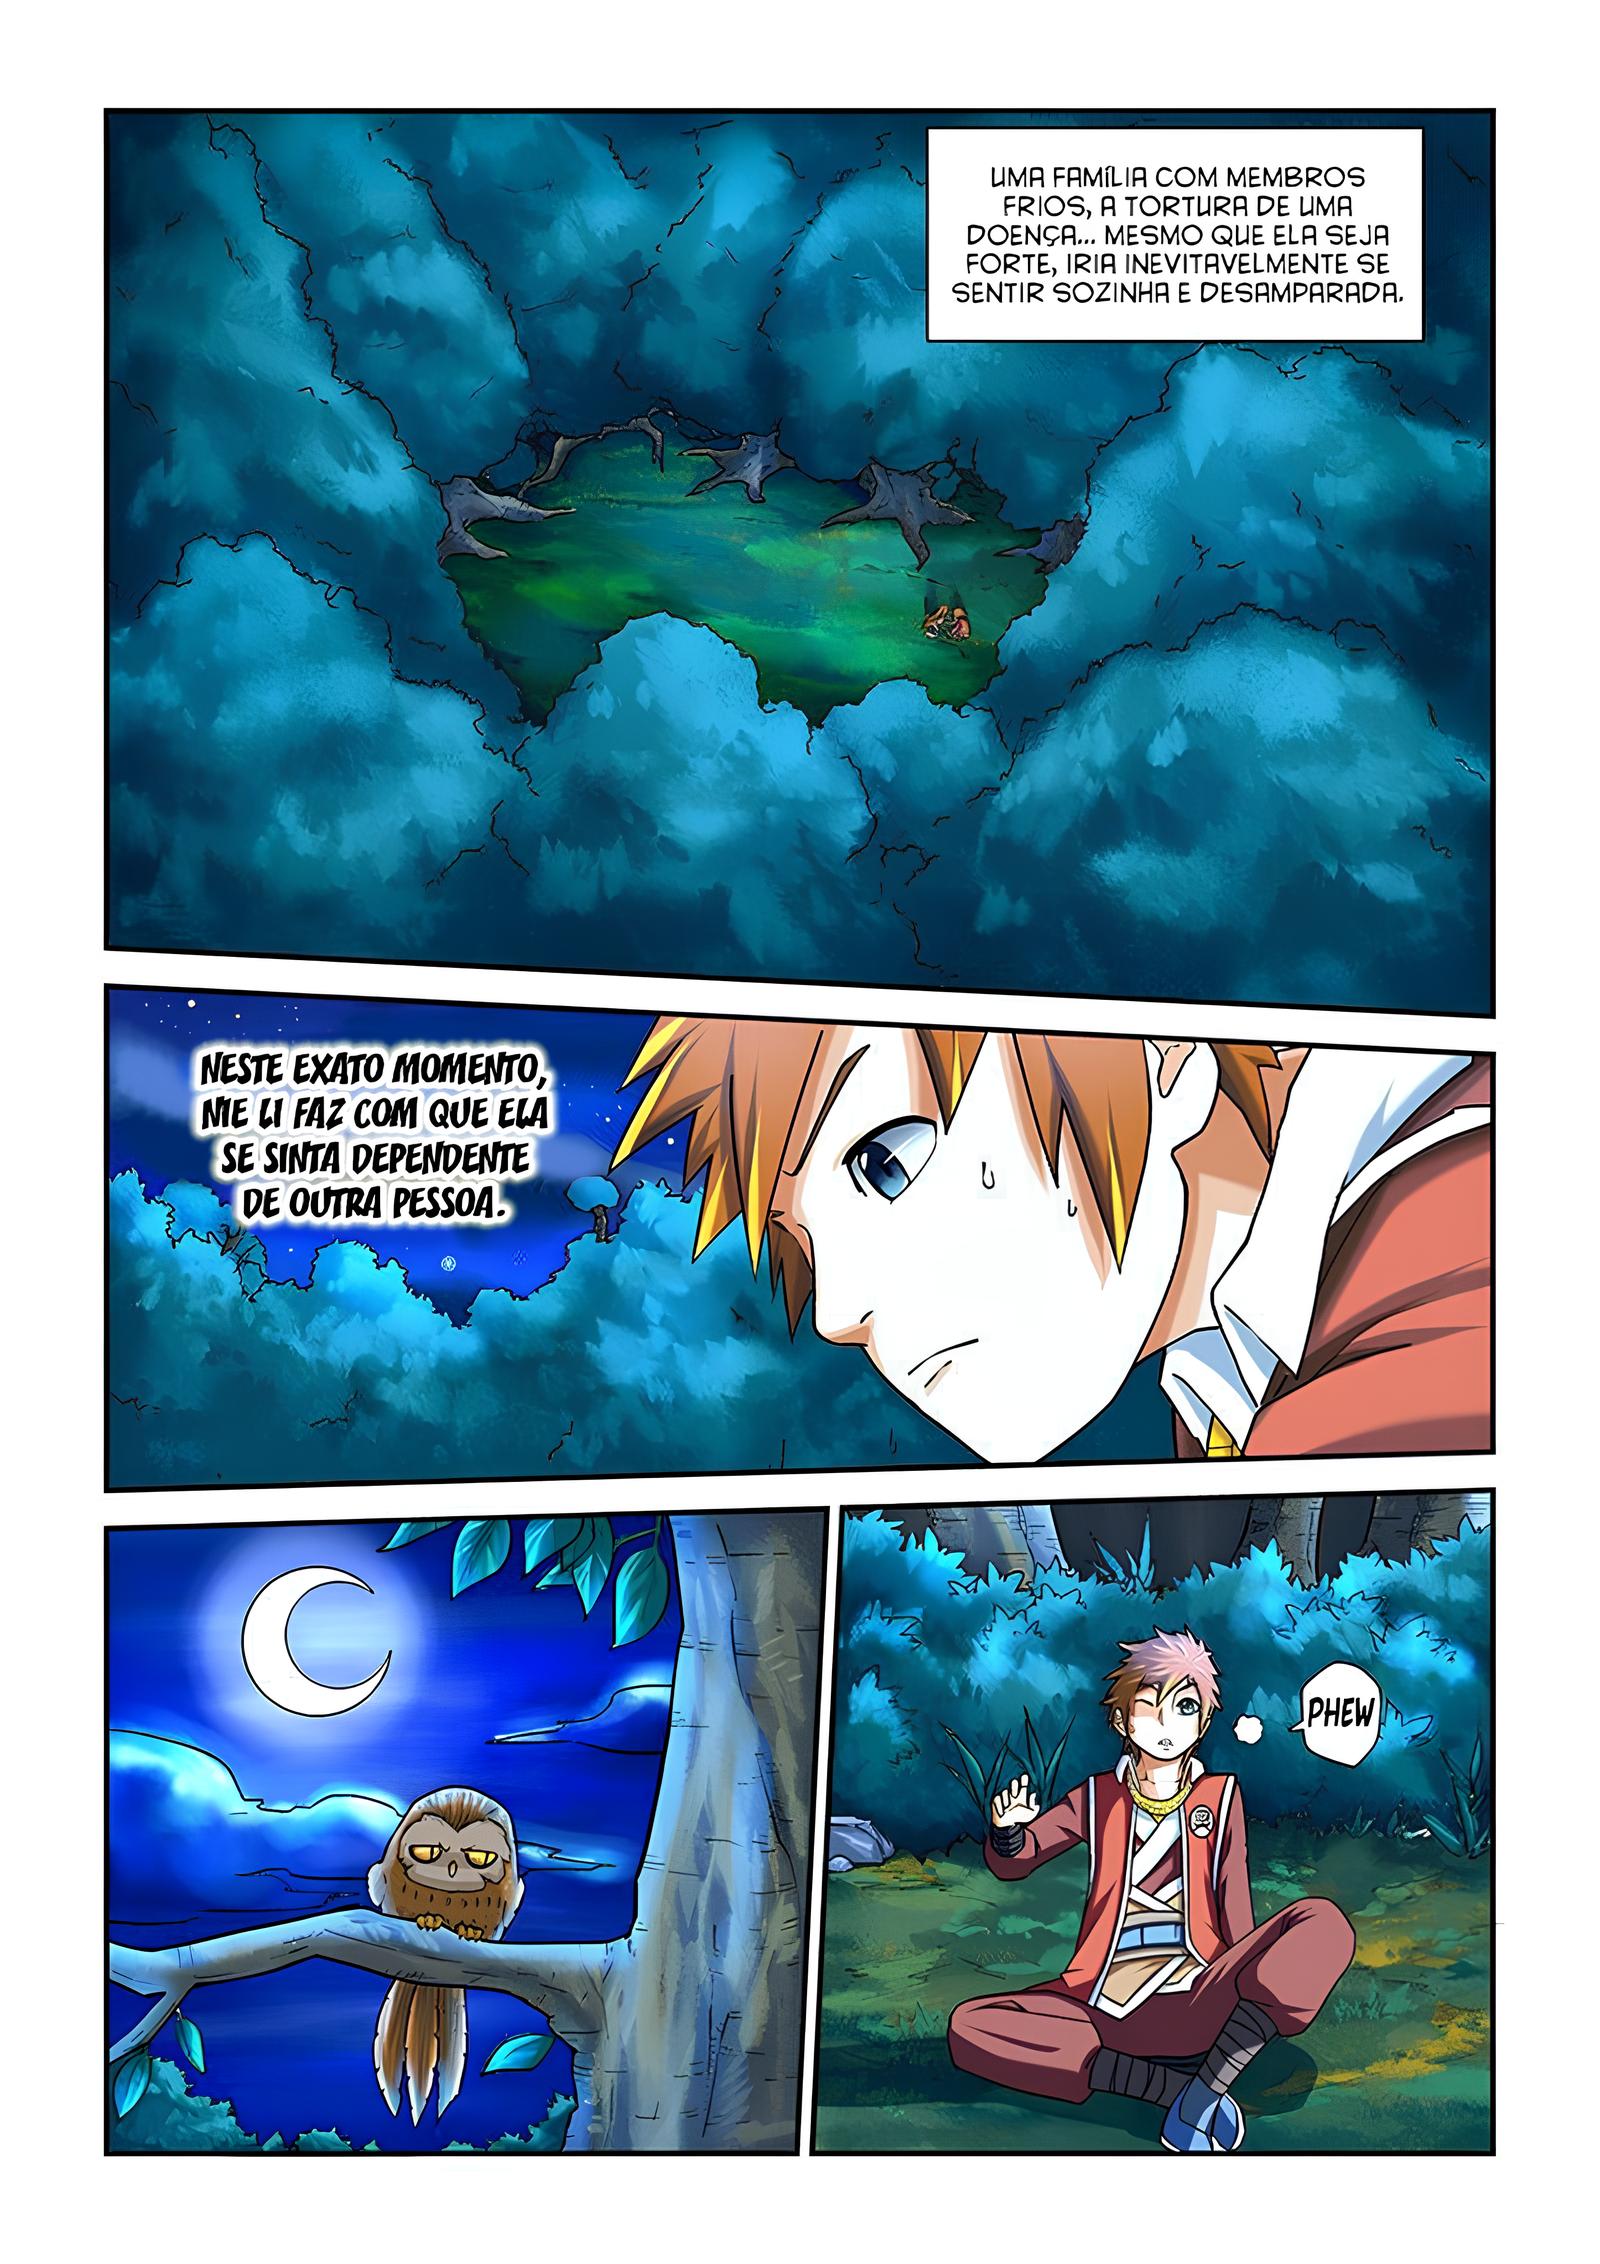 UMA FAMÍLIA COM MEMBROS
FRIOS, A TORTURA DE UMA
DOENÇA... MESMO QUE ELA SEJA
FORTE, IRIA INEVITAVELMENTE SE
SENTIR SOZINHA E DESAMPARADA.
NESTE EXATO MOMENTO,
NIE LI FAZ COM QUE ELA
SE SINTA DEPENDENTE
DE OUTRA PESSOA.
PHEW